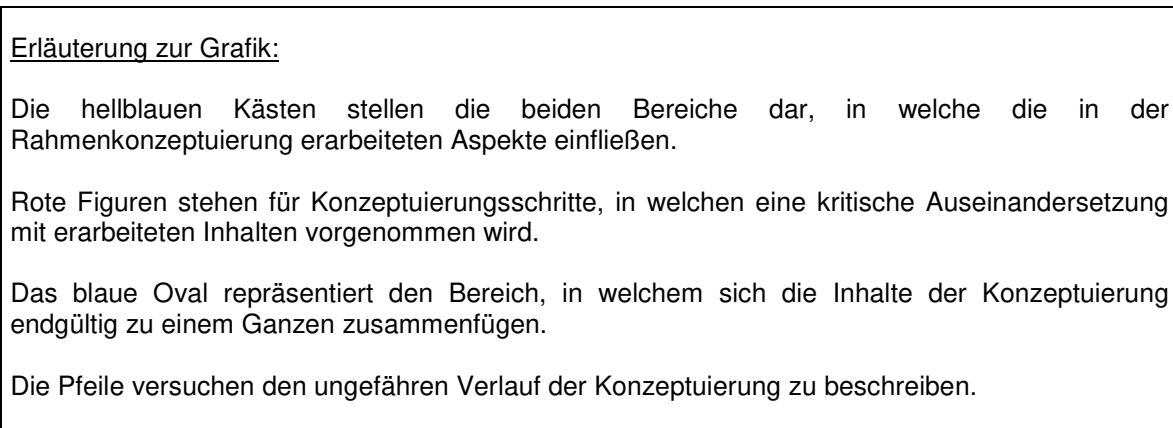 Erläuterung zur Grafik:
Die hellblauen Kästen stellen die beiden Bereiche dar, in welche die in der
Rahmenkonzeptuierung erarbeiteten Aspekte einfließen.
Rote Figuren stehen für Konzeptuierungsschritte, in welchen eine kritische Auseinandersetzung
mit erarbeiteten Inhalten vorgenommen wird.
Das blaue Oval repräsentiert den Bereich, in welchem sich die Inhalte der Konzeptuierung
endgültig zu einem Ganzen zusammenfügen.
Die Pfeile versuchen den ungefähren Verlauf der Konzeptuierung zu beschreiben.